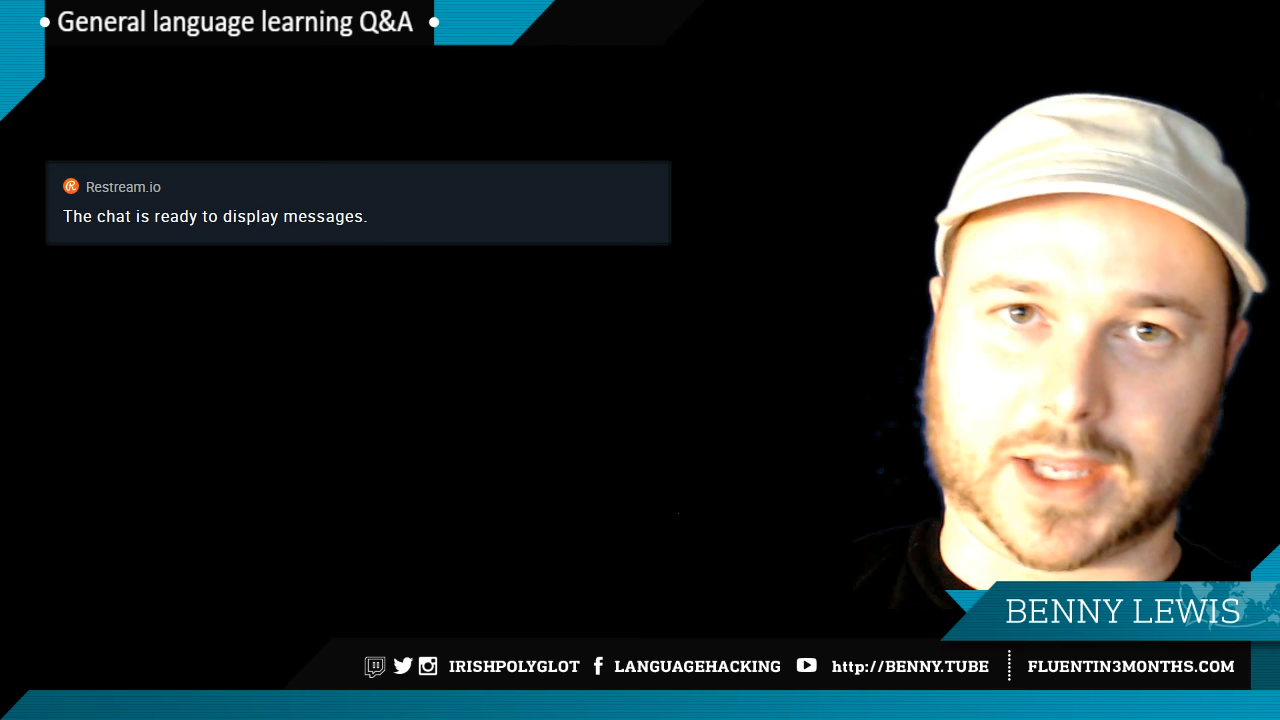 General language learning Q&A
Restream.io
The chat is ready to display messages.
BENNY LEWIS
IRISHPOLYGLOT LANGUAGEHACKING http://BENNY.TUBE FLUENTIN3MONTHS.COM